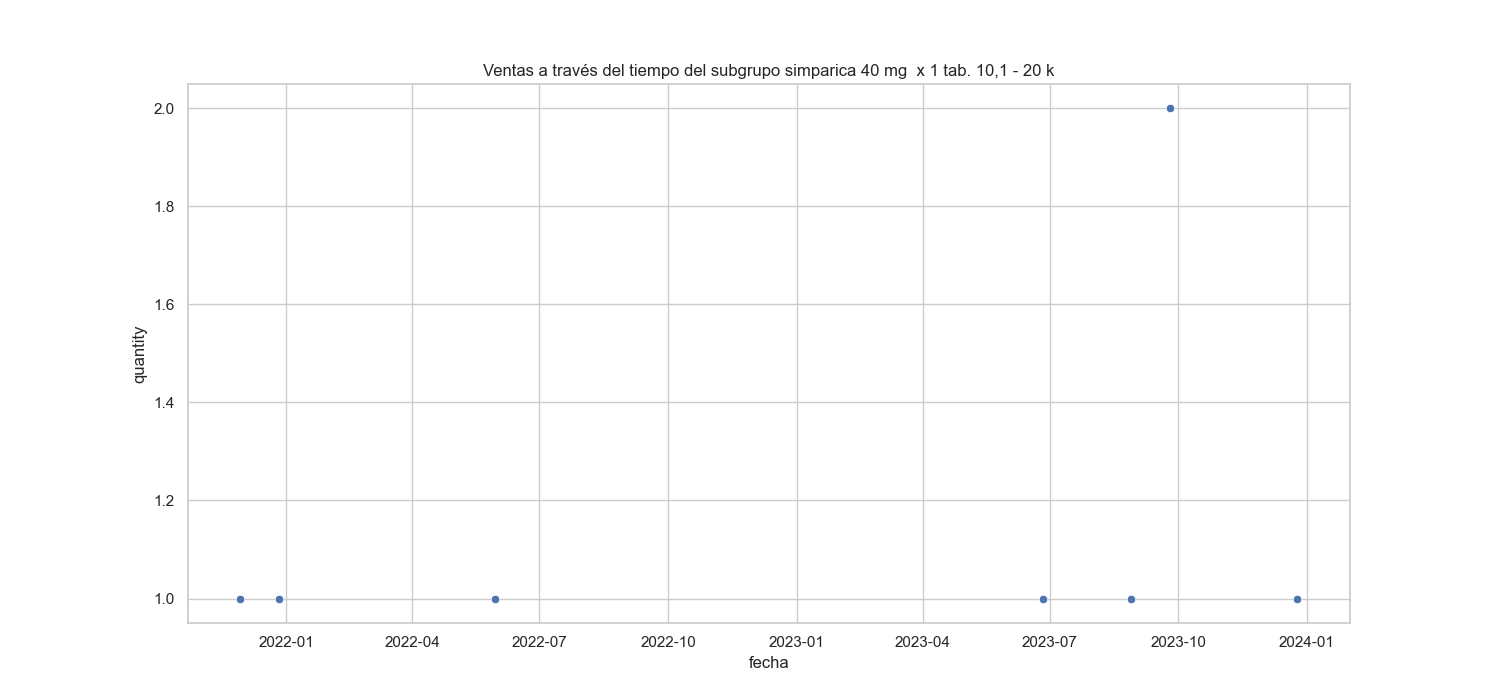 Ventas a través del tiempo del subgrupo simparica 40 mg  x 1 tab. 10,1 - 20 k
2.0
1.8
1.6
1.4
1.2
1.0
quantity
2022-01 2022-04 2022-07 2022-10 2023-01 2023-04 2023-07 2023-10 2024-01
fecha